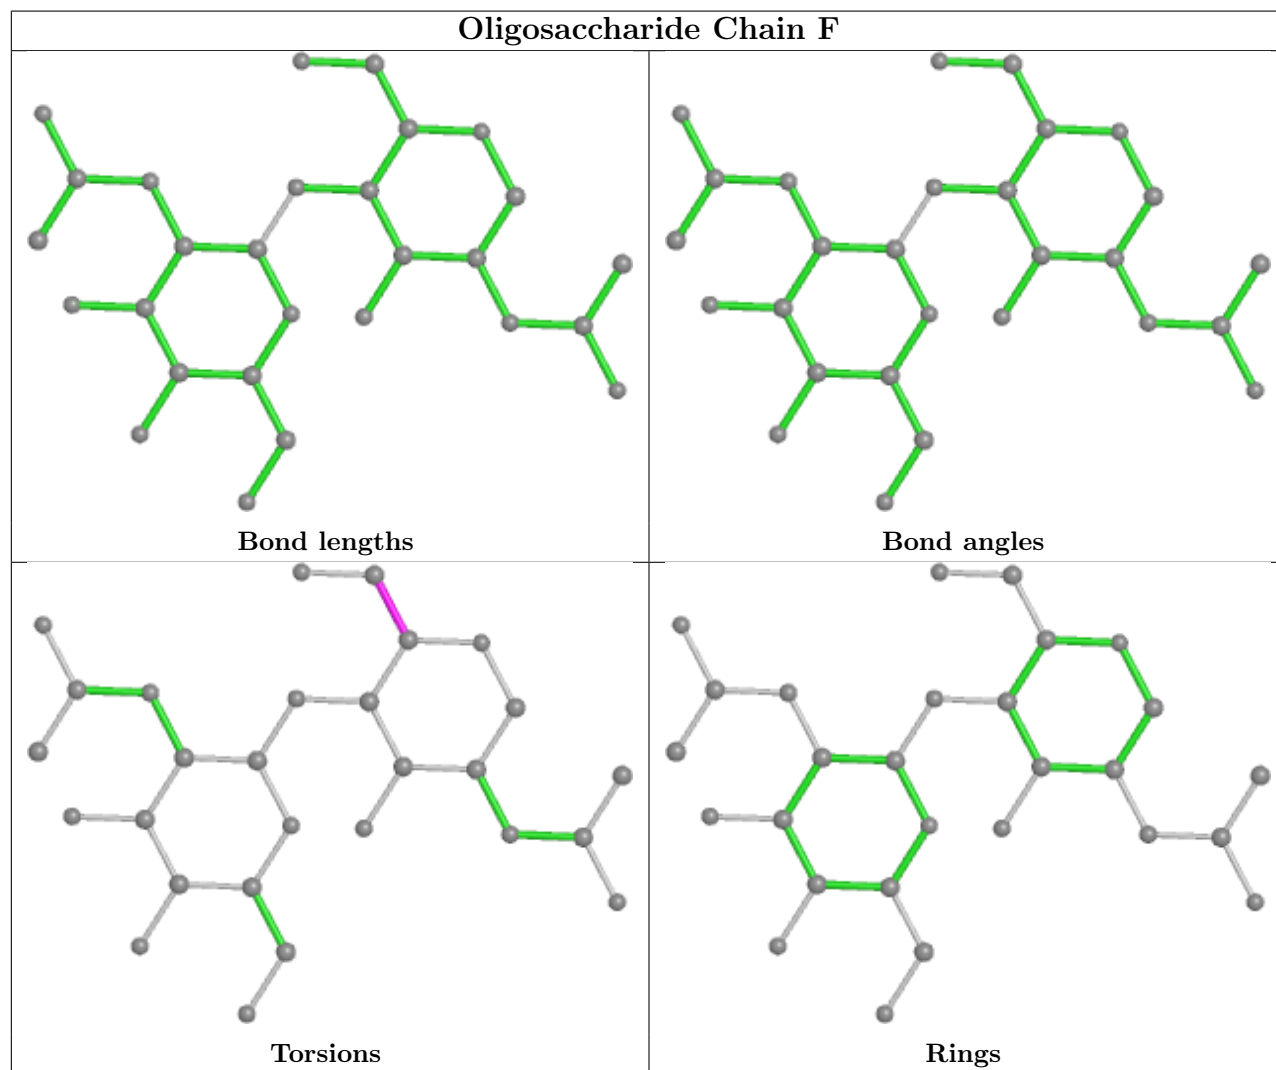 Oligosaccharide Chain F
Bond lengths
Bond angles
Torsions
Rings